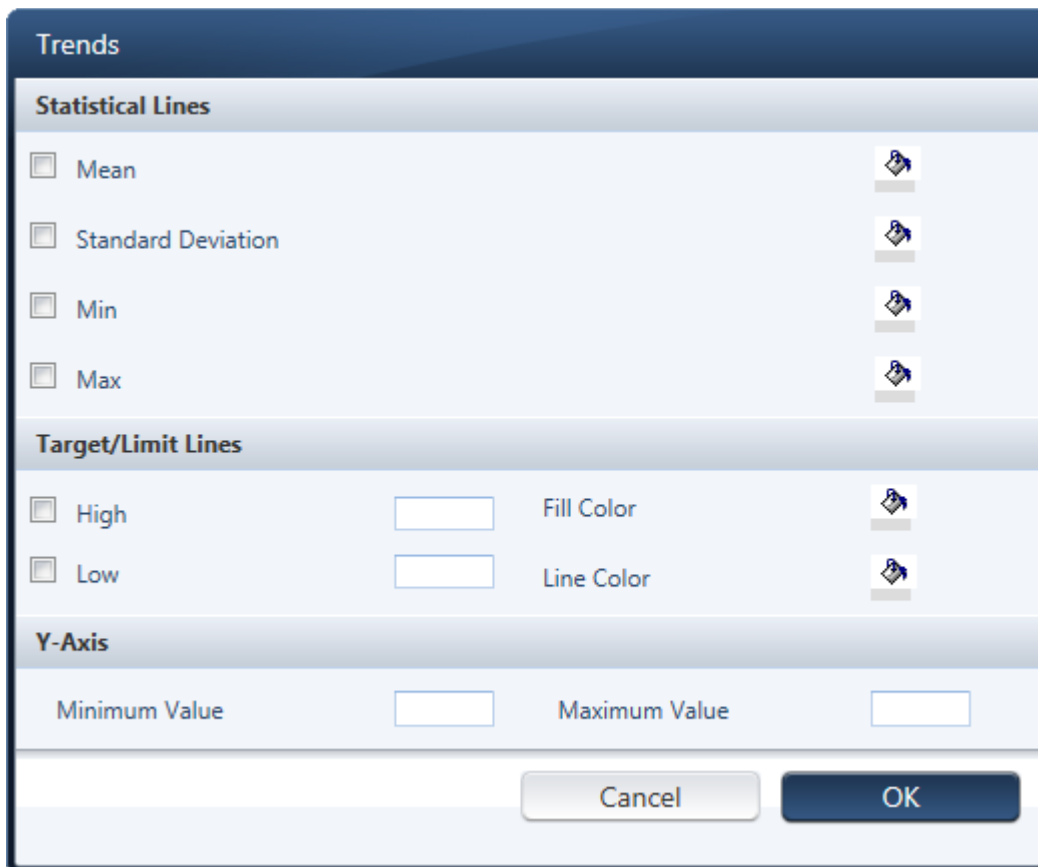 Trends
Statistical Lines
Mean
Standard Deviation
Min
Max
Target/Limit Lines
High Fill Color
Low Line Color
Y-Axis
Minimum Value Maximum Value
Cancel OK